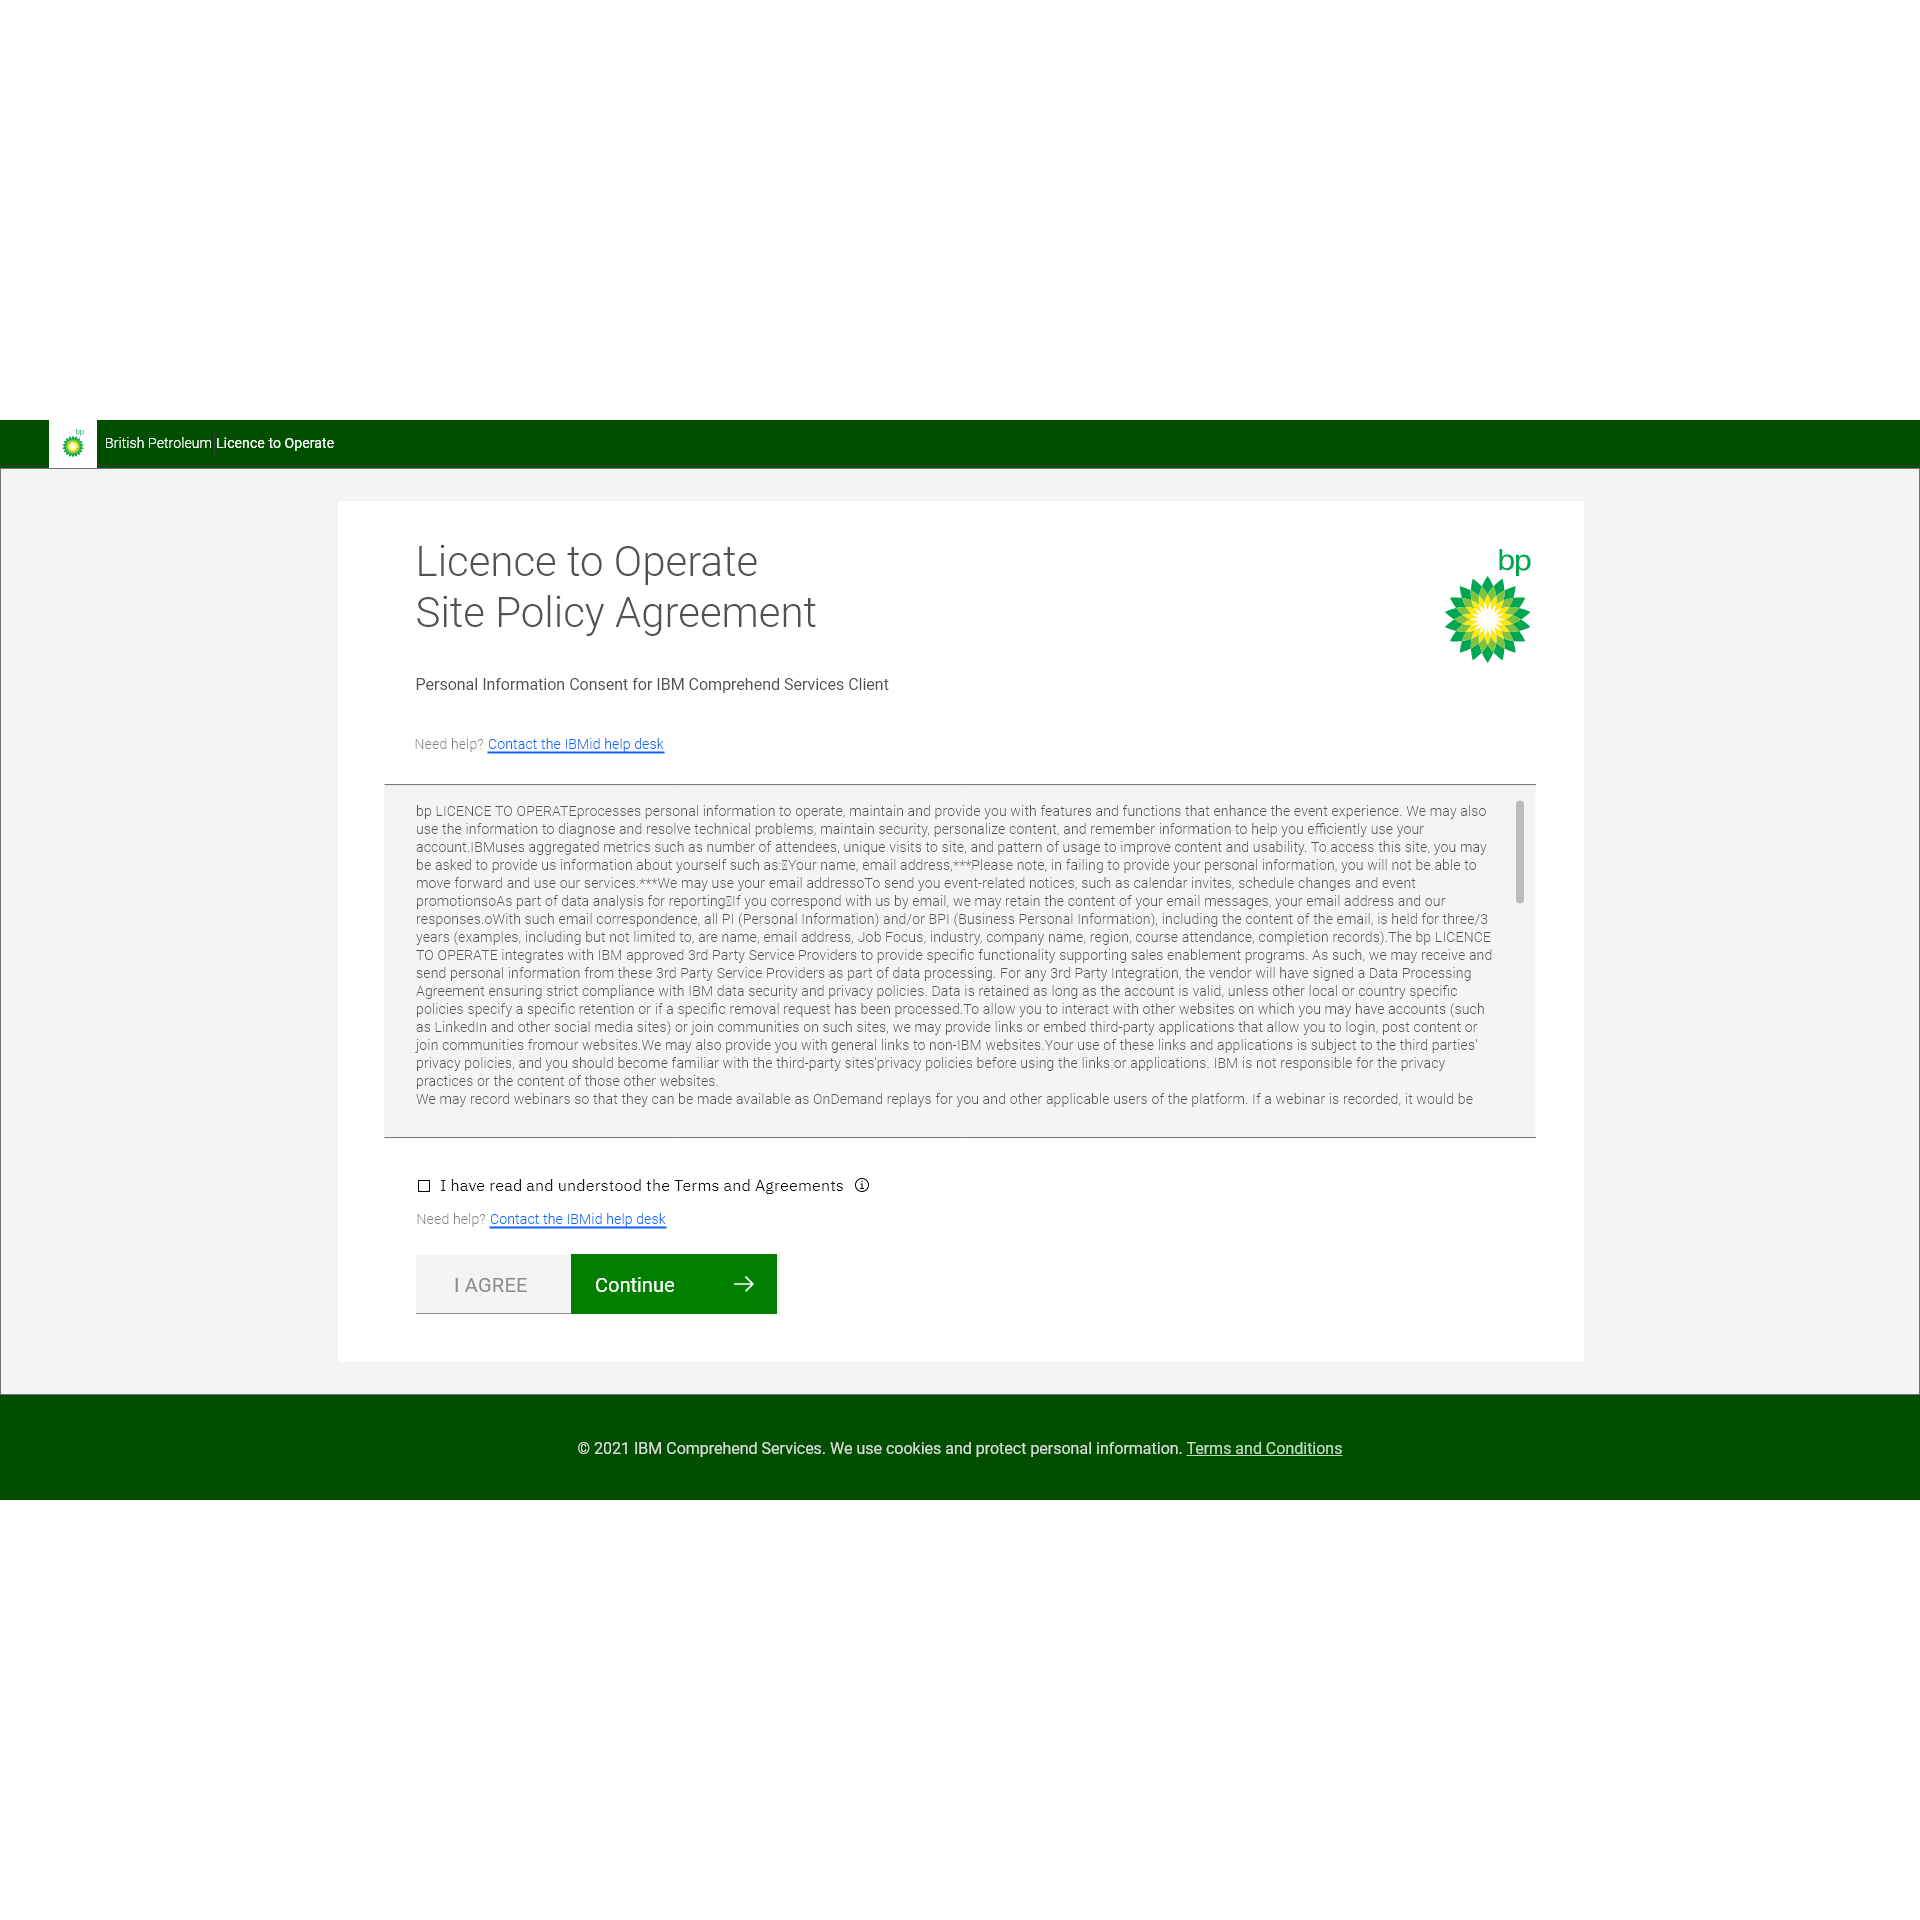 bp
British Petroleum Licence to Operate
Licence to Operate
Site Policy Agreement
bp
Personal Information Consent for IBM Comprehend Services Client
Need help? Contact the IBMid help desk
bp LICENCE TO OPERATEprocesses personal information to operate, maintain and provide you with features and functions that enhance the event experience. We may also
use the information to diagnose and resolve technical problems, maintain security, personalize content, and remember information to help you efficiently use your
account.IBMuses aggregated metrics such as number of attendees, unique visits to site, and pattern of usage to improve content and usability. To access this site, you may
be asked to provide us information about yourself such as:Your name, email address,***Please note, in failing to provide your personal information, you will not be able to
move forward and use our services.***We may use your email addressoTo send you event-related notices, such as calendar invites, schedule changes and event
promotionsoAs part of data analysis for reportingIf you correspond with us by email, we may retain the content of your email messages, your email address and our
responses.oWith such email correspondence, all PI (Personal Information) and/or BPI (Business Personal Information), including the content of the email, is held for three/3
years (examples, including but not limited to, are name, email address, Job Focus, industry, company name, region, course attendance, completion records).The bp LICENCE
TO OPERATE integrates with IBM approved 3rd Party Service Providers to provide specific functionality supporting sales enablement programs. As such, we may receive and
send personal information from these 3rd Party Service Providers as part of data processing. For any 3rd Party Integration, the vendor will have signed a Data Processing
Agreement ensuring strict compliance with IBM data security and privacy policies. Data is retained as long as the account is valid, unless other local or country specific
policies specify a specific retention or if a specific removal request has been processed.To allow you to interact with other websites on which you may have accounts (such
as LinkedIn and other social media sites) or join communities on such sites, we may provide links or embed third-party applications that allow you to login, post content or
join communities fromour websites.We may also provide you with general links to non-IBM websites.Your use of these links and applications is subject to the third parties'
privacy policies, and you should become familiar with the third-party sites'privacy policies before using the links or applications. IBM is not responsible for the privacy
practices or the content of those other websites.
We may record webinars so that they can be made available as OnDemand replays for you and other applicable users of the platform. If a webinar is recorded, it would be
I have read and understood the Terms and Agreements
Need help? Contact the IBMid help desk
I AGREE
Continue
© 2021 IBM Comprehend Services. We use cookies and protect personal information. Terms and Conditions